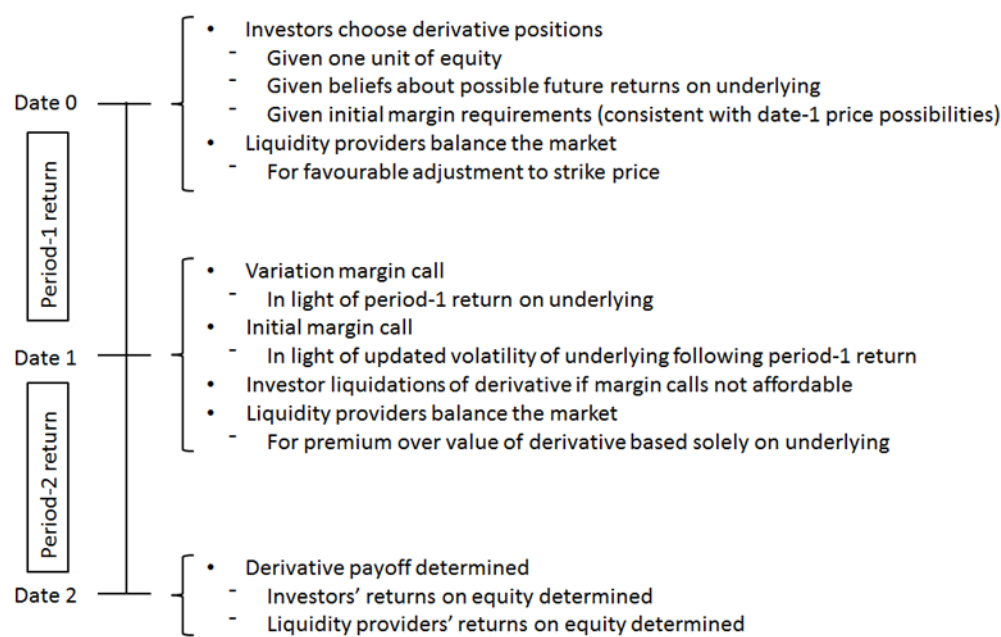 • Investors choose derivative positions
- Given one unit of equity
- Given beliefs about possible future returns on underlying
Date 0
- Given initial margin requirements (consistent with date-1 price possibilities)
• Liquidity providers balance the market
- For favourable adjustment to strike price
Period-1 return
• Variation margin call
- In light of period-1 return on underlying
• Initial margin call
Date 1
- In light of updated volatility of underlying following period-1 return
• Investor liquidations of derivative if margin calls not affordable
• Liquidity providers balance the market
- For premium over value of derivative based solely on underlying
Period-2 return
• Derivative payoff determined
Date 2
- Investors' returns on equity determined
- Liquidity providers' returns on equity determined